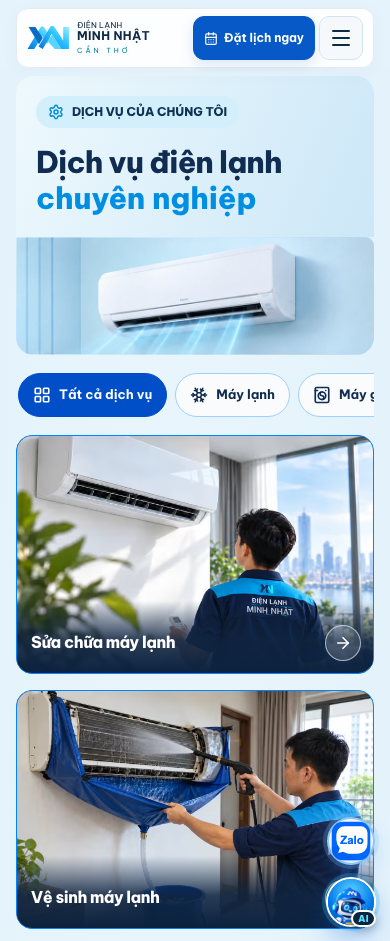 ĐIỆN LẠNH
MINH NHẬT
CẦN THƠ
Đặt lịch ngay
DỊCH VỤ CỦA CHÚNG TÔI
Dịch vụ điện lạnh
chuyên nghiệp
Tất cả dịch vụ
Máy lạnh
Máy g
ĐIỆN LẠNH
MINH NHẬT
Sửa chữa máy lạnh
Vệ sinh máy lạnh
Zalo
AI